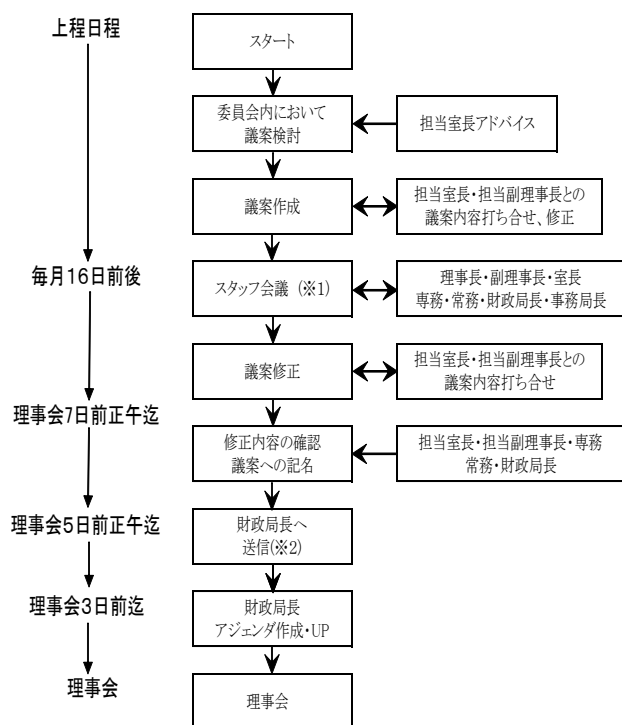 上程日程
スタート
委員会内において
議案検討
担当室長アドバイス
議案作成
担当室長・担当副理事長との
議案内容打ち合せ、修正
毎月16日前後
スタッフ会議 (※1)
理事長・副理事長・室長
専務・常務・財政局長・事務局長
議案修正
担当室長・担当副理事長との
議案内容打ち合せ
理事会7日前正午迄
修正内容の確認
議案への記名
担当室長・担当副理事長・専務
常務・財政局長
理事会5日前正午迄
財政局長へ
送信(※2)
理事会3日前迄
財政局長
アジェンダ作成・UP
理事会
理事会